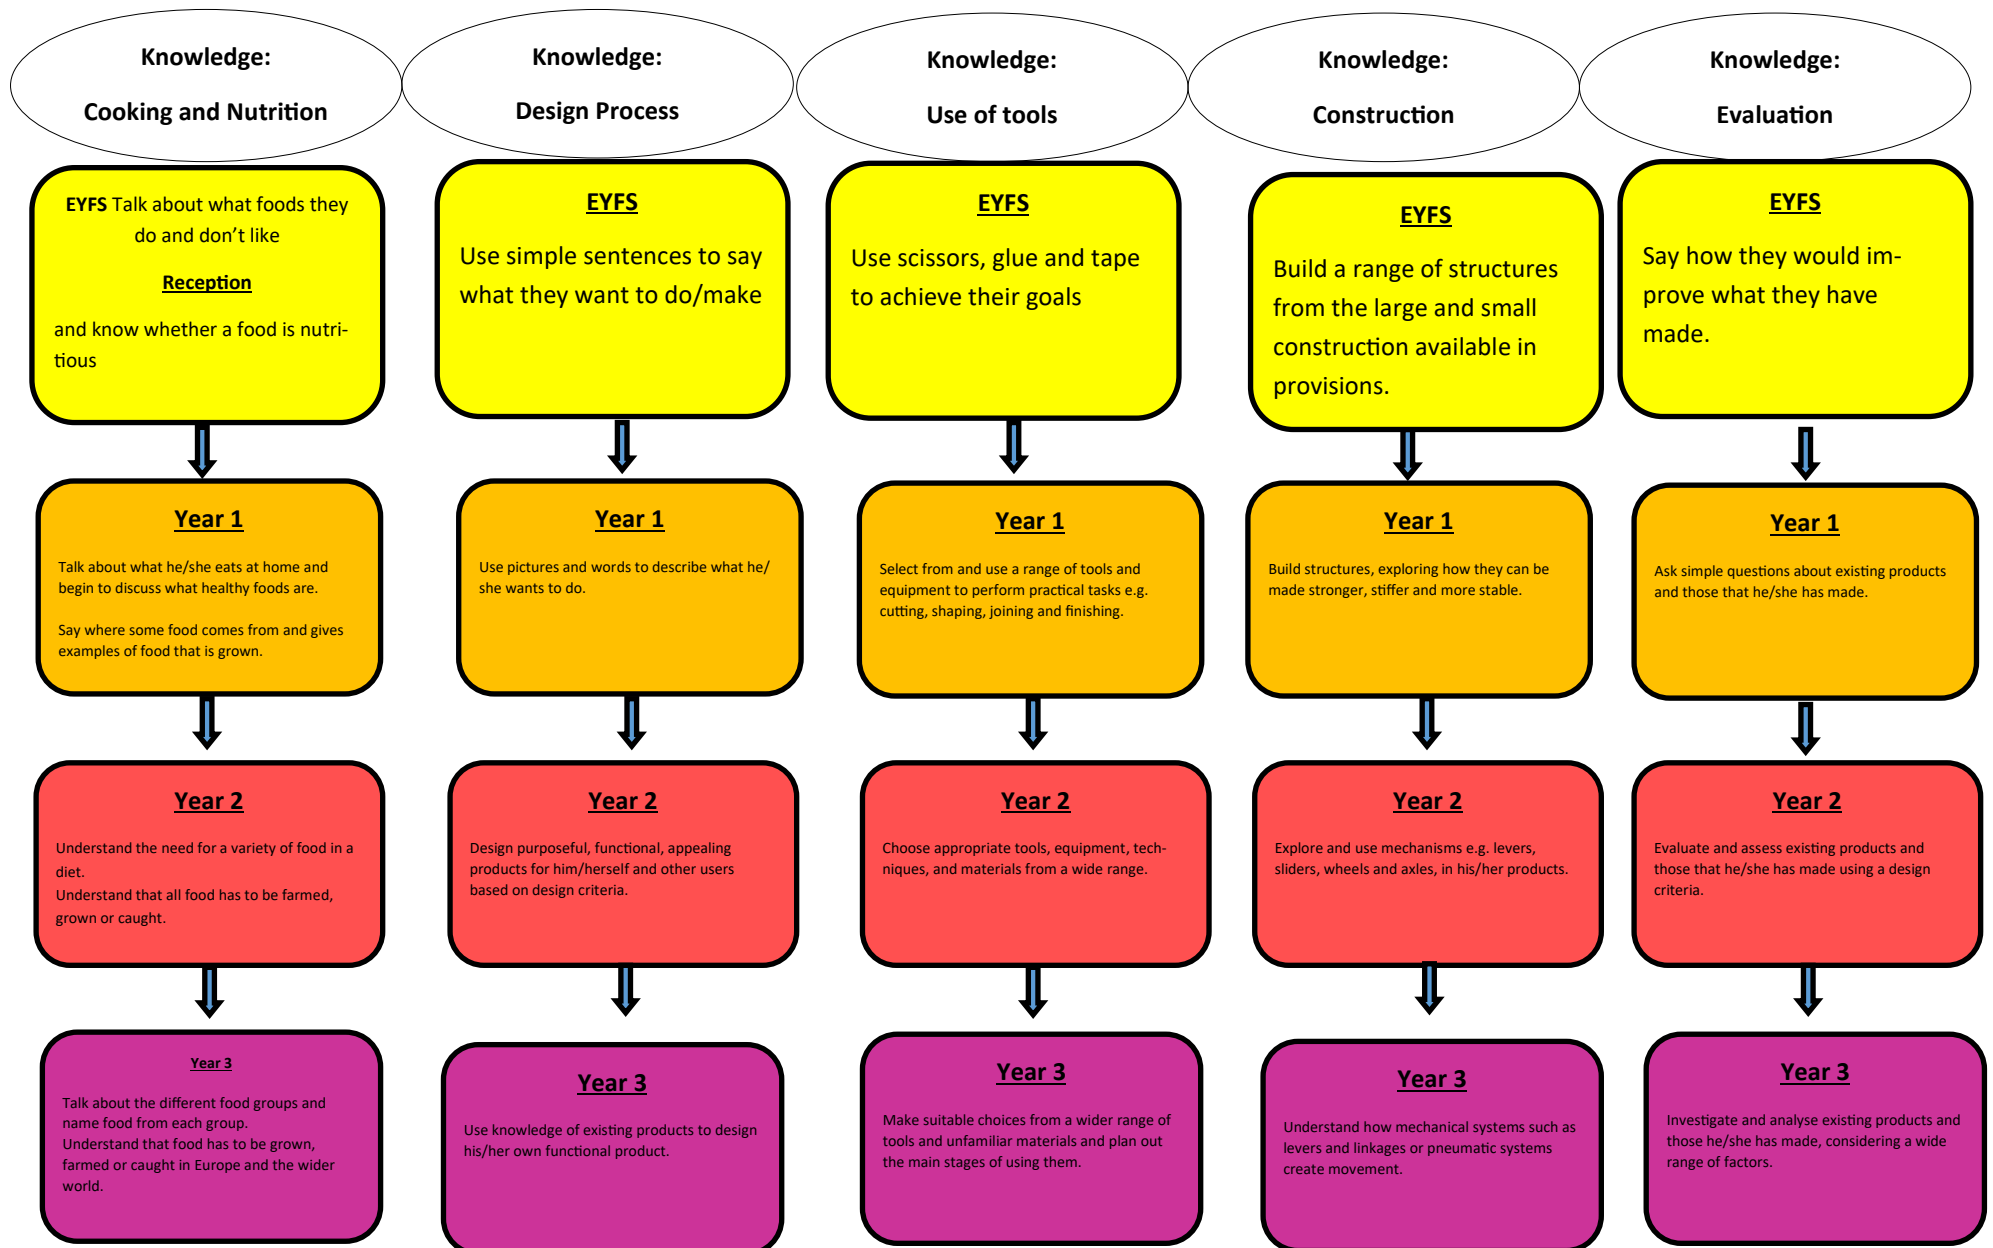 Knowledge:
Cooking and Nutrition
Knowledge:
Design Process
Knowledge:
Use of tools
Knowledge:
Construction
Knowledge:
Evaluation
EYFS Talk about what foods they
do and don't like
Reception
and know whether a food is nutri-
tious
EYFS
Use simple sentences to say
what they want to do/make
EYFS
Use scissors, glue and tape
to achieve their goals
EYFS
Build a range of structures
from the large and small
construction available in
provisions.
EYFS
Say how they would im-
prove what they have
made.
Year 1
Talk about what he/she eats at home and
begin to discuss what healthy foods are.
Say where some food comes from and gives
examples of food that is grown.
Year 1
Use pictures and words to describe what he/
she wants to do.
Year 1
Select from and use a range of tools and
equipment to perform practical tasks e.g.
cutting, shaping, joining and finishing.
Year 1
Build structures, exploring how they can be
made stronger, stiffer and more stable.
Year 1
Ask simple questions about existing products
and those that he/she has made.
Year 2
Understand the need for a variety of food in a
diet.
Understand that all food has to be farmed,
grown or caught.
Year 2
Design purposeful, functional, appealing
products for him/herself and other users
based on design criteria.
Year 2
Choose appropriate tools, equipment, tech-
niques, and materials from a wide range.
Year 2
Explore and use mechanisms e.g. levers,
sliders, wheels and axles, in his/her products.
Year 2
Evaluate and assess existing products and
those that he/she has made using a design
criteria.
Year 3
Talk about the different food groups and
name food from each group.
Understand that food has to be grown,
farmed or caught in Europe and the wider
world.
Year 3
Use knowledge of existing products to design
his/her own functional product.
Year 3
Make suitable choices from a wider range of
tools and unfamiliar materials and plan out
the main stages of using them.
Year 3
Understand how mechanical systems such as
levers and linkages or pneumatic systems
create movement.
Year 3
Investigate and analyse existing products and
those he/she has made, considering a wide
range of factors.